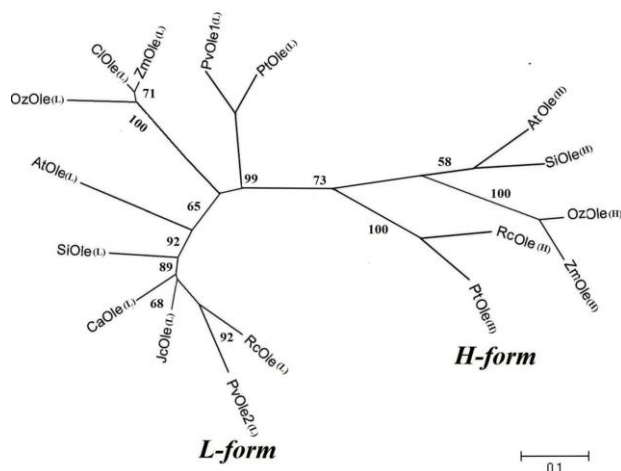 ClOle(L)
ZmOle(L)
PvOle1(L)
PtOle(L)
OzOle(L)
71
100
AtOle(H)
SiOle(H)
58
AtOle(L)
99
73
100
65
OzOle(H)
92
100
RcOle(H)
SiOle(L)
ZmOle(H)
89
CaOle(L)
68
PtOle(H)
JcOle(L)
92
RcOle(L)
H-form
PvOle2(L)
L-form
0.1